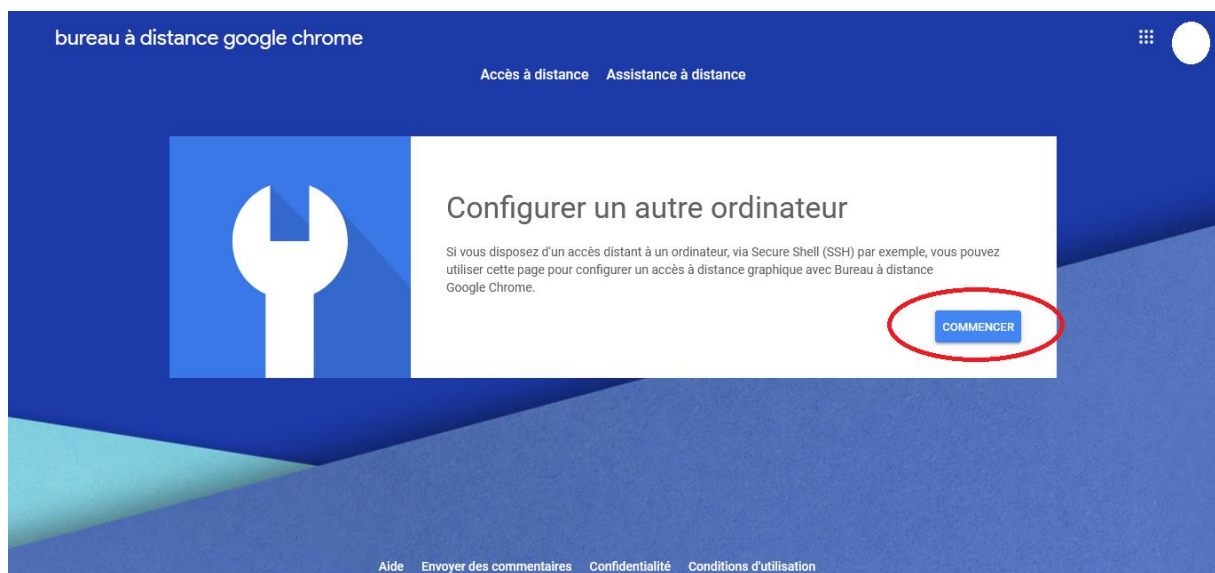 bureau à distance google chrome
Accès à distance Assistance à distance
Configurer un autre ordinateur
Si vous disposez d'un accès distant à un ordinateur, via Secure Shell (SSH) par exemple, vous pouvez
utiliser cette page pour configurer un accès à distance graphique avec Bureau à distance
Google Chrome.
COMMENCER
Aide Envoyer des commentaires Confidentialité Conditions d'utilisation